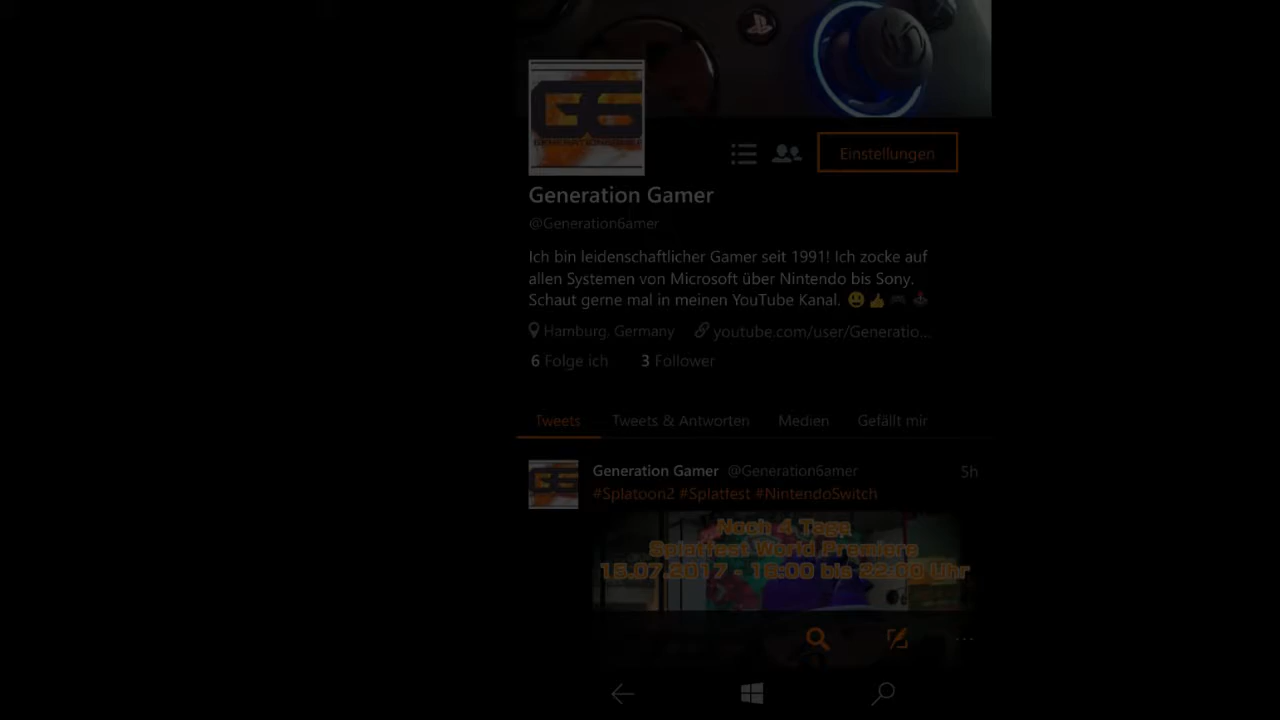 GG
Einstellungen
Generation Gamer
@Generation6amer
Ich bin leidenschaftlicher Gamer seit 1991! Ich zocke auf
allen Systemen von Microsoft über Nintendo bis Sony.
Schaut gerne mal in meinen YouTube Kanal. 😃👍🎮🕹
Hamburg, Germany youtube.com/user/Generatio...
6 Folge ich 3 Follower
Tweets Tweets & Antworten Medien Gefällt mir
Generation Gamer @Generation6amer 5h
#Splatoon2 #Splatfest #NintendoSwitch
Noch 4 Tage
Splatfest World Premiere
15.07.2017 - 18:00 bis 22:00 Uhr